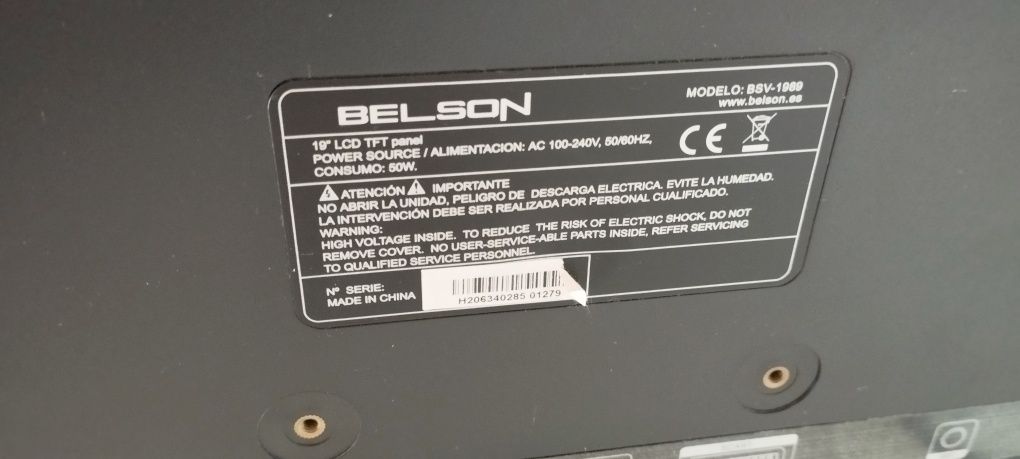 BELSON
MODELO: BSV-1989
www.belson.es
19" LCD TFT panel
POWER SOURCE / ALIMENTACION: AC 100-240V, 50/60HZ,
CONSUMO: 50W.
CE
ATENCIÓN IMPORTANTE
NO ABRIR LA UNIDAD, PELIGRO DE DESCARGA ELECTRICA. EVITE LA HUMEDAD.
LA INTERVENCIÓN DEBE SER REALIZADA POR PERSONAL CUALIFICADO.
WARNING:
HIGH VOLTAGE INSIDE. TO REDUCE THE RISK OF ELECTRIC SHOCK, DO NOT
REMOVE COVER. NO USER-SERVICE-ABLE PARTS INSIDE, REFER SERVICING
TO QUALIFIED SERVICE PERSONNEL.
Nº SERIE:
MADE IN CHINA
H206340285 01279